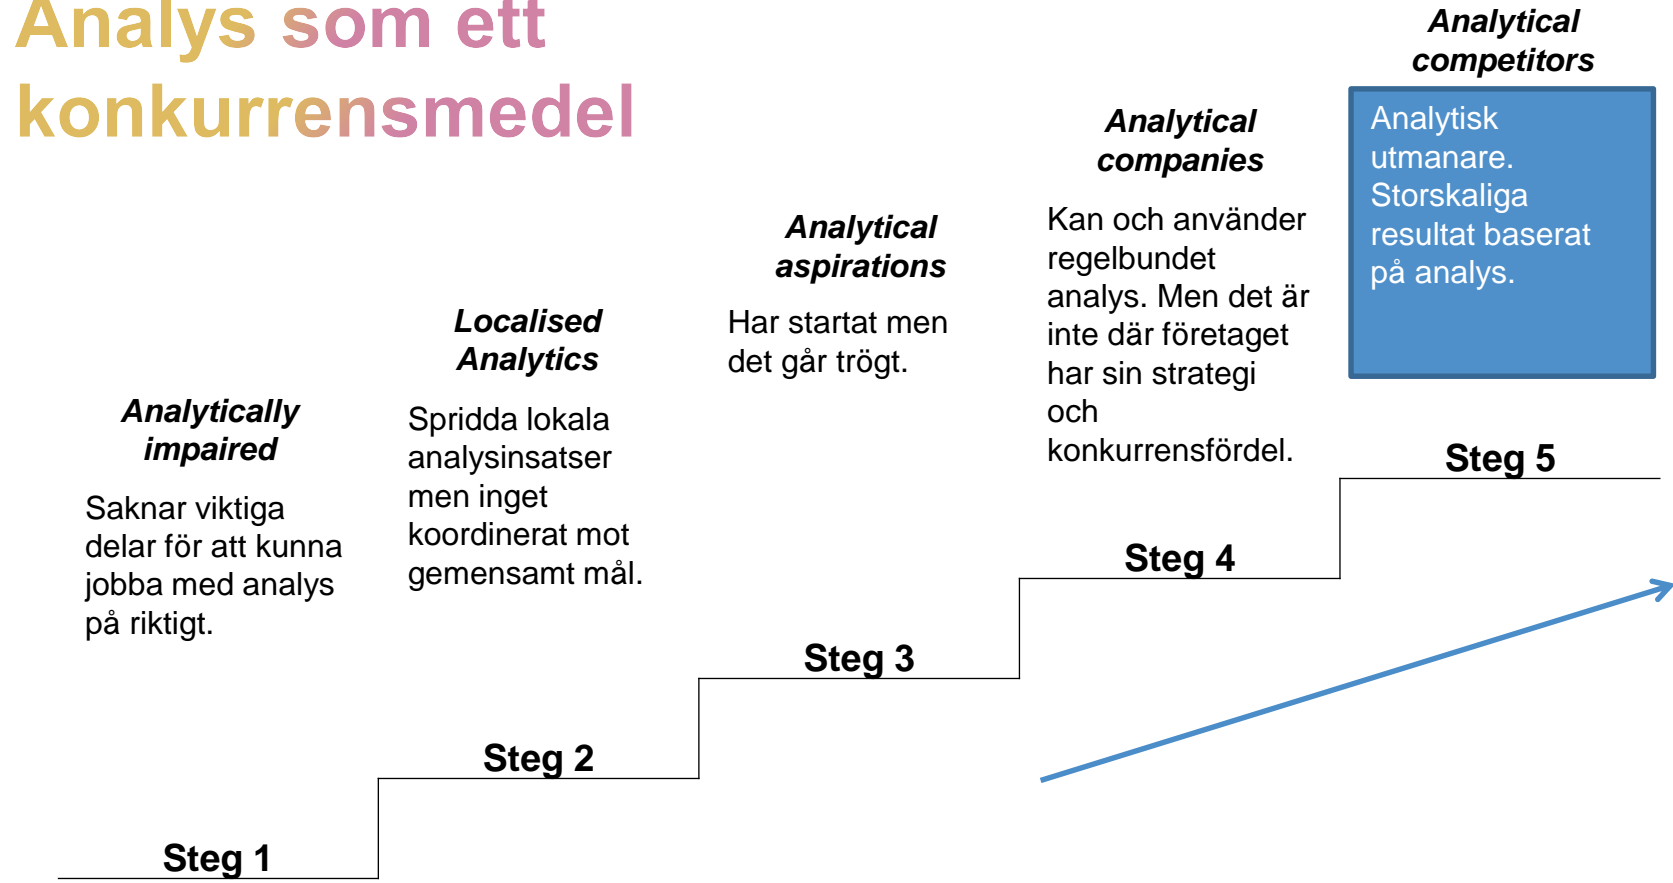 Analys som ett
konkurrensmedel
Analytically
impaired
Saknar viktiga
delar för att kunna
jobba med analys
på riktigt.
Steg 1
Localised
Analytics
Spridda lokala
analysinsatser
men inget
koordinerat mot
gemensamt mål.
Steg 2
Analytical
aspirations
Har startat men
det går trögt.
Steg 3
Analytical
companies
Kan och använder
regelbundet
analys. Men det är
inte där företaget
har sin strategi
och
konkurrensfördel.
Steg 4
Analytical
competitors
Analytisk
utmanare.
Storskaliga
resultat baserat
på analys.
Steg 5